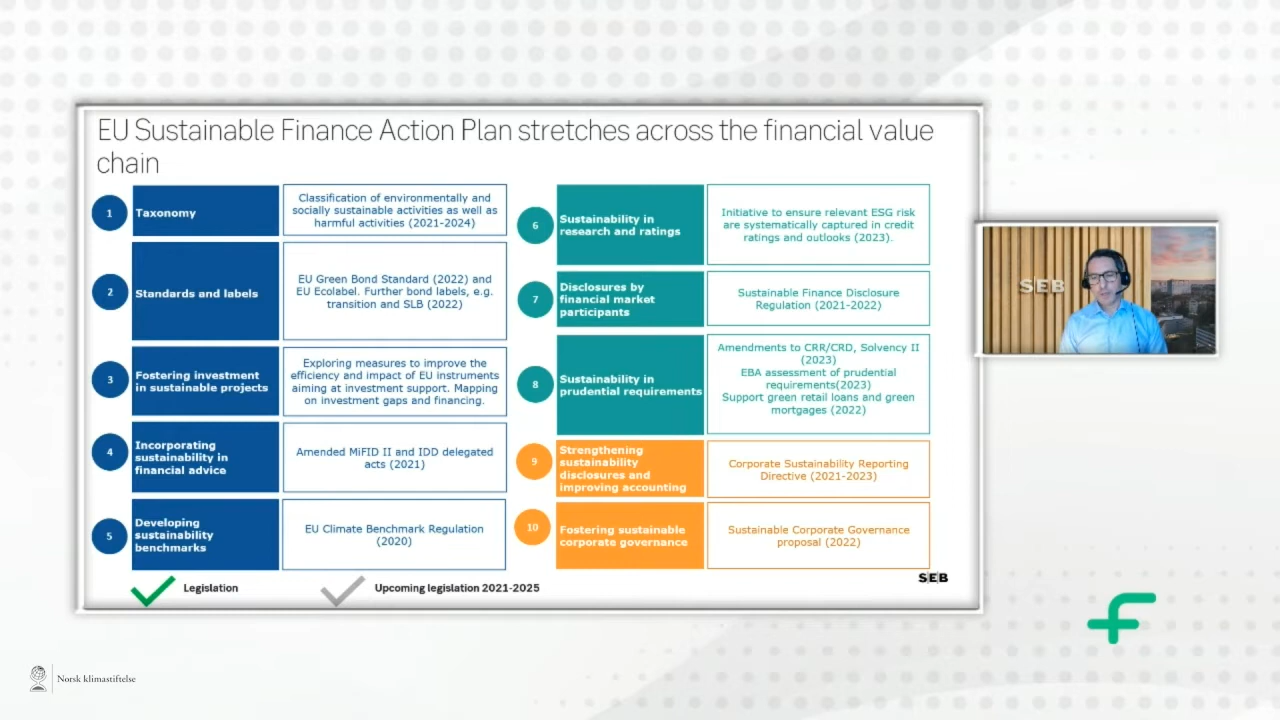 EU Sustainable Finance Action Plan stretches across the financial value
chain
1
Taxonomy
Classification of environmentally and
socially sustainable activities as well as
harmful activities (2021-2024)
2
Standards and labels
EU Green Bond Standard (2022) and
EU Ecolabel. Further bond labels, e.g.
transition and SLB (2022)
3
Fostering investment
in sustainable projects
Exploring measures to improve the
efficiency and impact of EU instruments
aiming at investment support. Mapping
on investment gaps and financing.
4
Incorporating
sustainability in
financial advice
Amended MiFID II and IDD delegated
acts (2021)
5
Developing
sustainability
benchmarks
EU Climate Benchmark Regulation
(2020)
6
Sustainability in
research and ratings
Initiative to ensure relevant ESG risk
are systematically captured in credit
ratings and outlooks (2023).
7
Disclosures by
financial market
participants
Sustainable Finance Disclosure
Regulation (2021-2022)
8
Sustainability in
prudential requirements
Amendments to CRR/CRD, Solvency II
(2023)
EBA assessment of prudential
requirements(2023)
Support green retail loans and green
mortgages (2022)
9
Strengthening
sustainability
disclosures and
improving accounting
Corporate Sustainability Reporting
Directive (2021-2023)
10
Fostering sustainable
corporate governance
Sustainable Corporate Governance
proposal (2022)
Legislation
Upcoming legislation 2021-2025
SEB
SEB
Norsk klimastiftelse